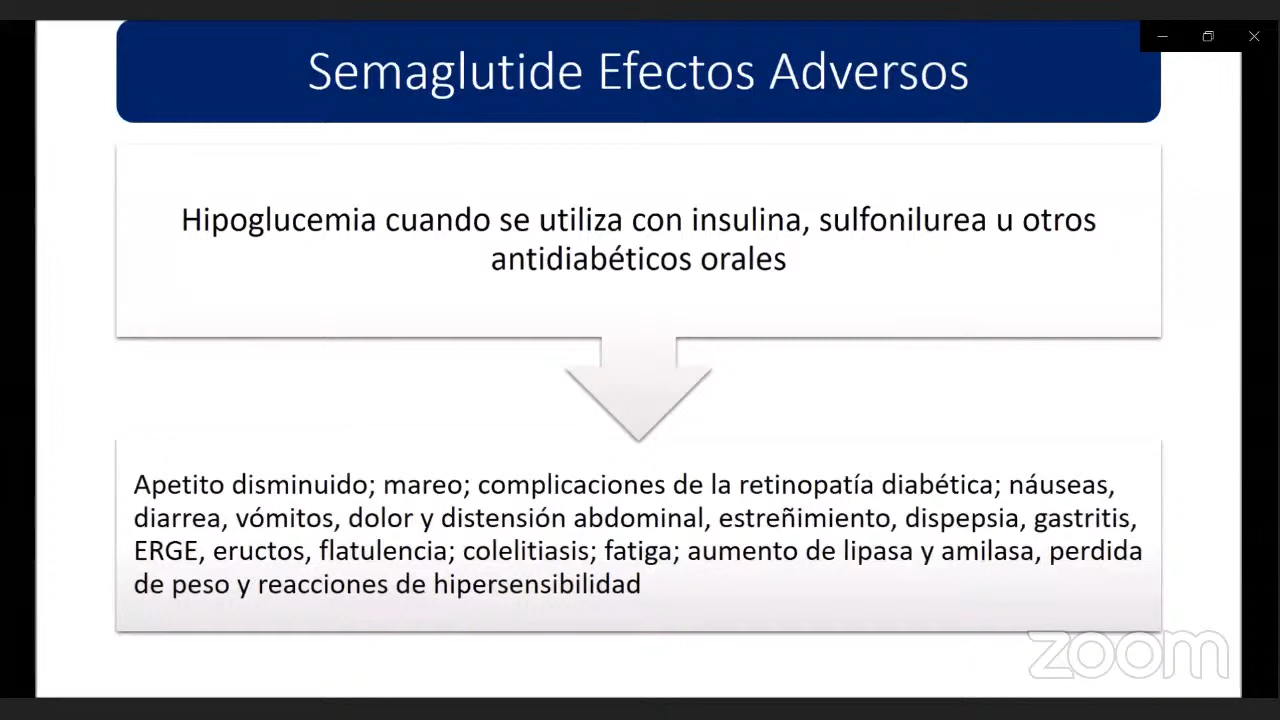 Semaglutide Efectos Adversos
Hipoglucemia cuando se utiliza con insulina, sulfonilurea u otros
antidiabéticos orales
Apetito disminuido; mareo; complicaciones de la retinopatía diabética; náuseas,
diarrea, vómitos, dolor y distensión abdominal, estreñimiento, dispepsia, gastritis,
ERGE, eructos, flatulencia; colelitiasis; fatiga; aumento de lipasa y amilasa, perdida
de peso y reacciones de hipersensibilidad
zoom